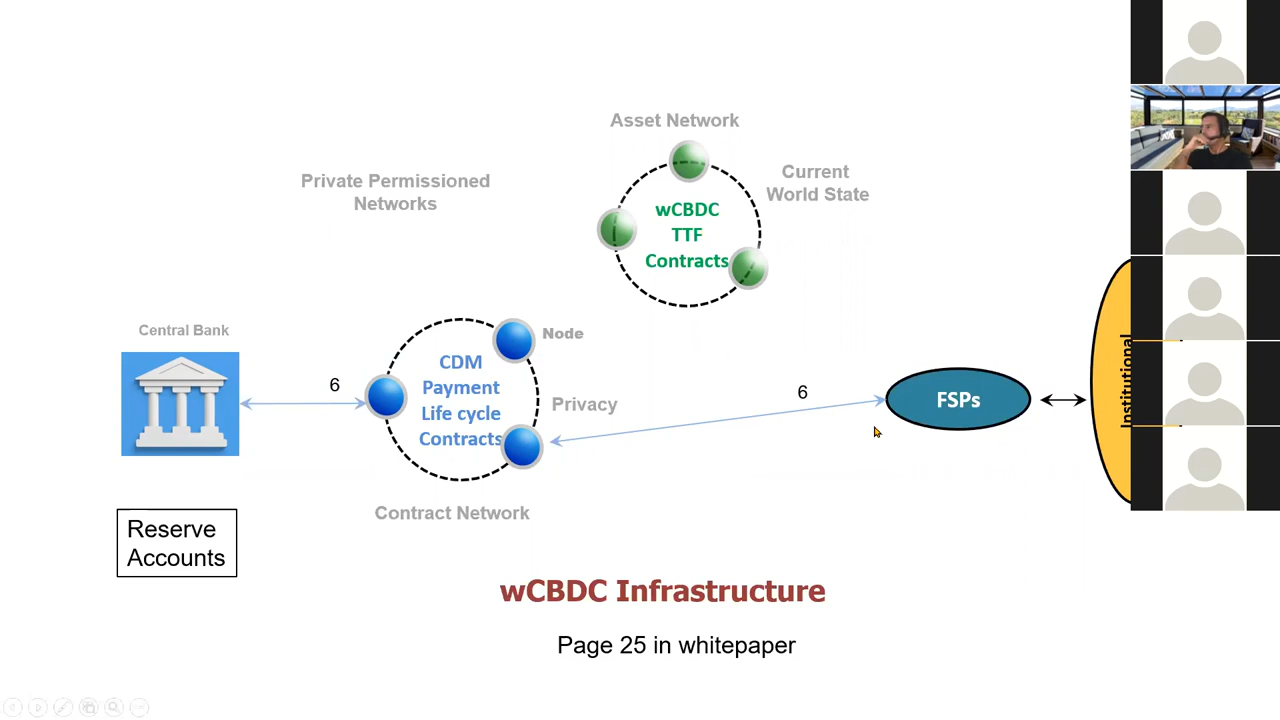 Asset Network
Private Permissioned
Networks
Current
World State
wCBDC
TTF
Contracts
Central Bank
Node
CDM
Payment
Life cycle
Contracts
6
Privacy
6
FSPs
Institutional
Contract Network
Reserve
Accounts
wCBDC Infrastructure
Page 25 in whitepaper